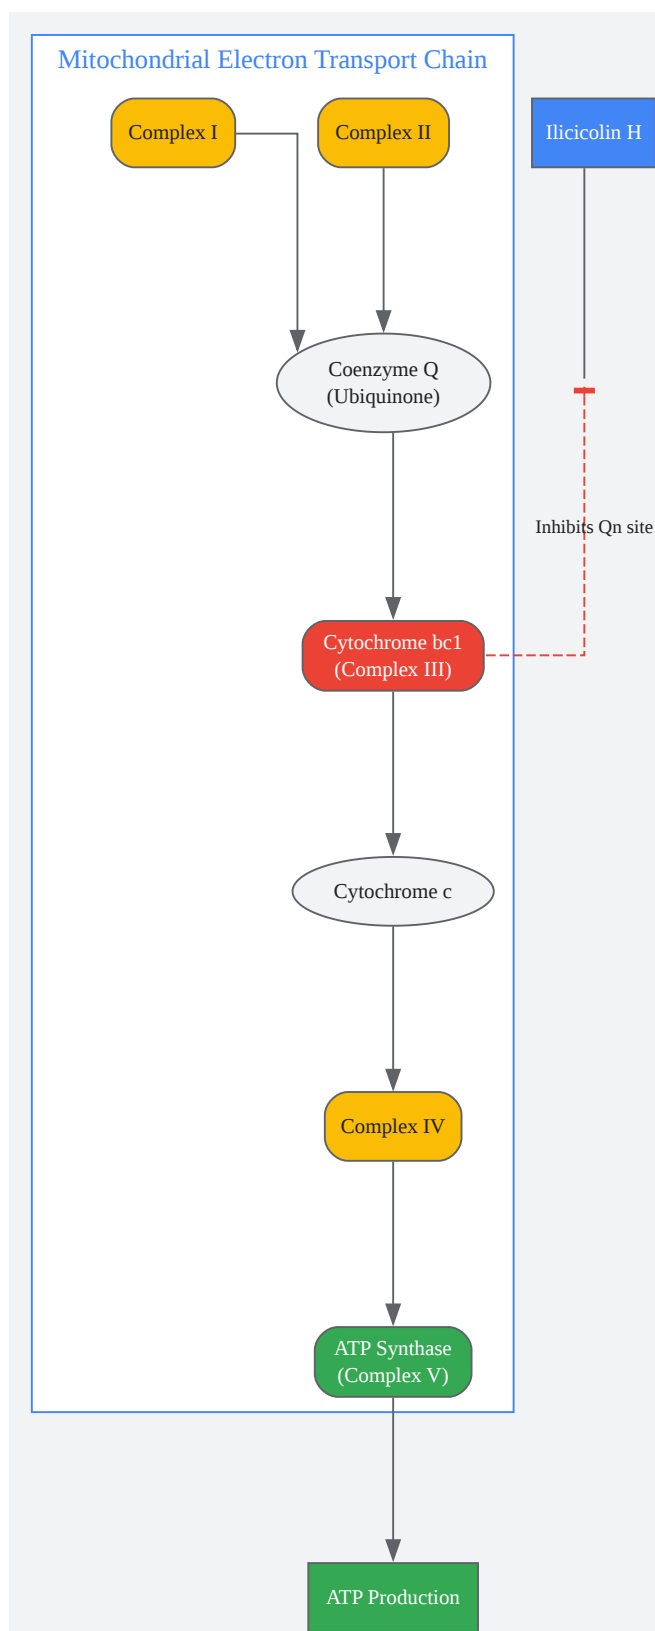 Mitochondrial Electron Transport Chain
Complex I
Complex II
Ilicicolin H
Coenzyme Q
(Ubiquinone)
Inhibits Qn site
Cytochrome bc1
(Complex III)
Cytochrome c
Complex IV
ATP Synthase
(Complex V)
ATP Production